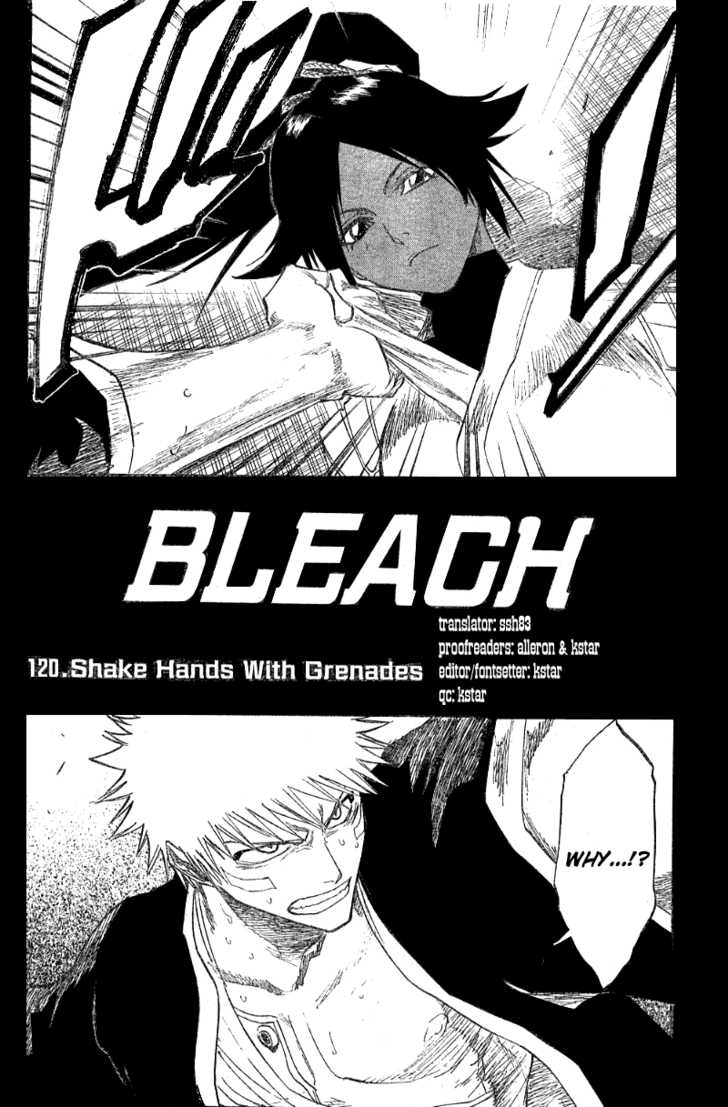 BLEACH
translator: ssh83
proofreaders: alleron & kstar
editor/fontsetter: kstar
qc: kstar
120.Shake Hands With Grenades
WHY...!?